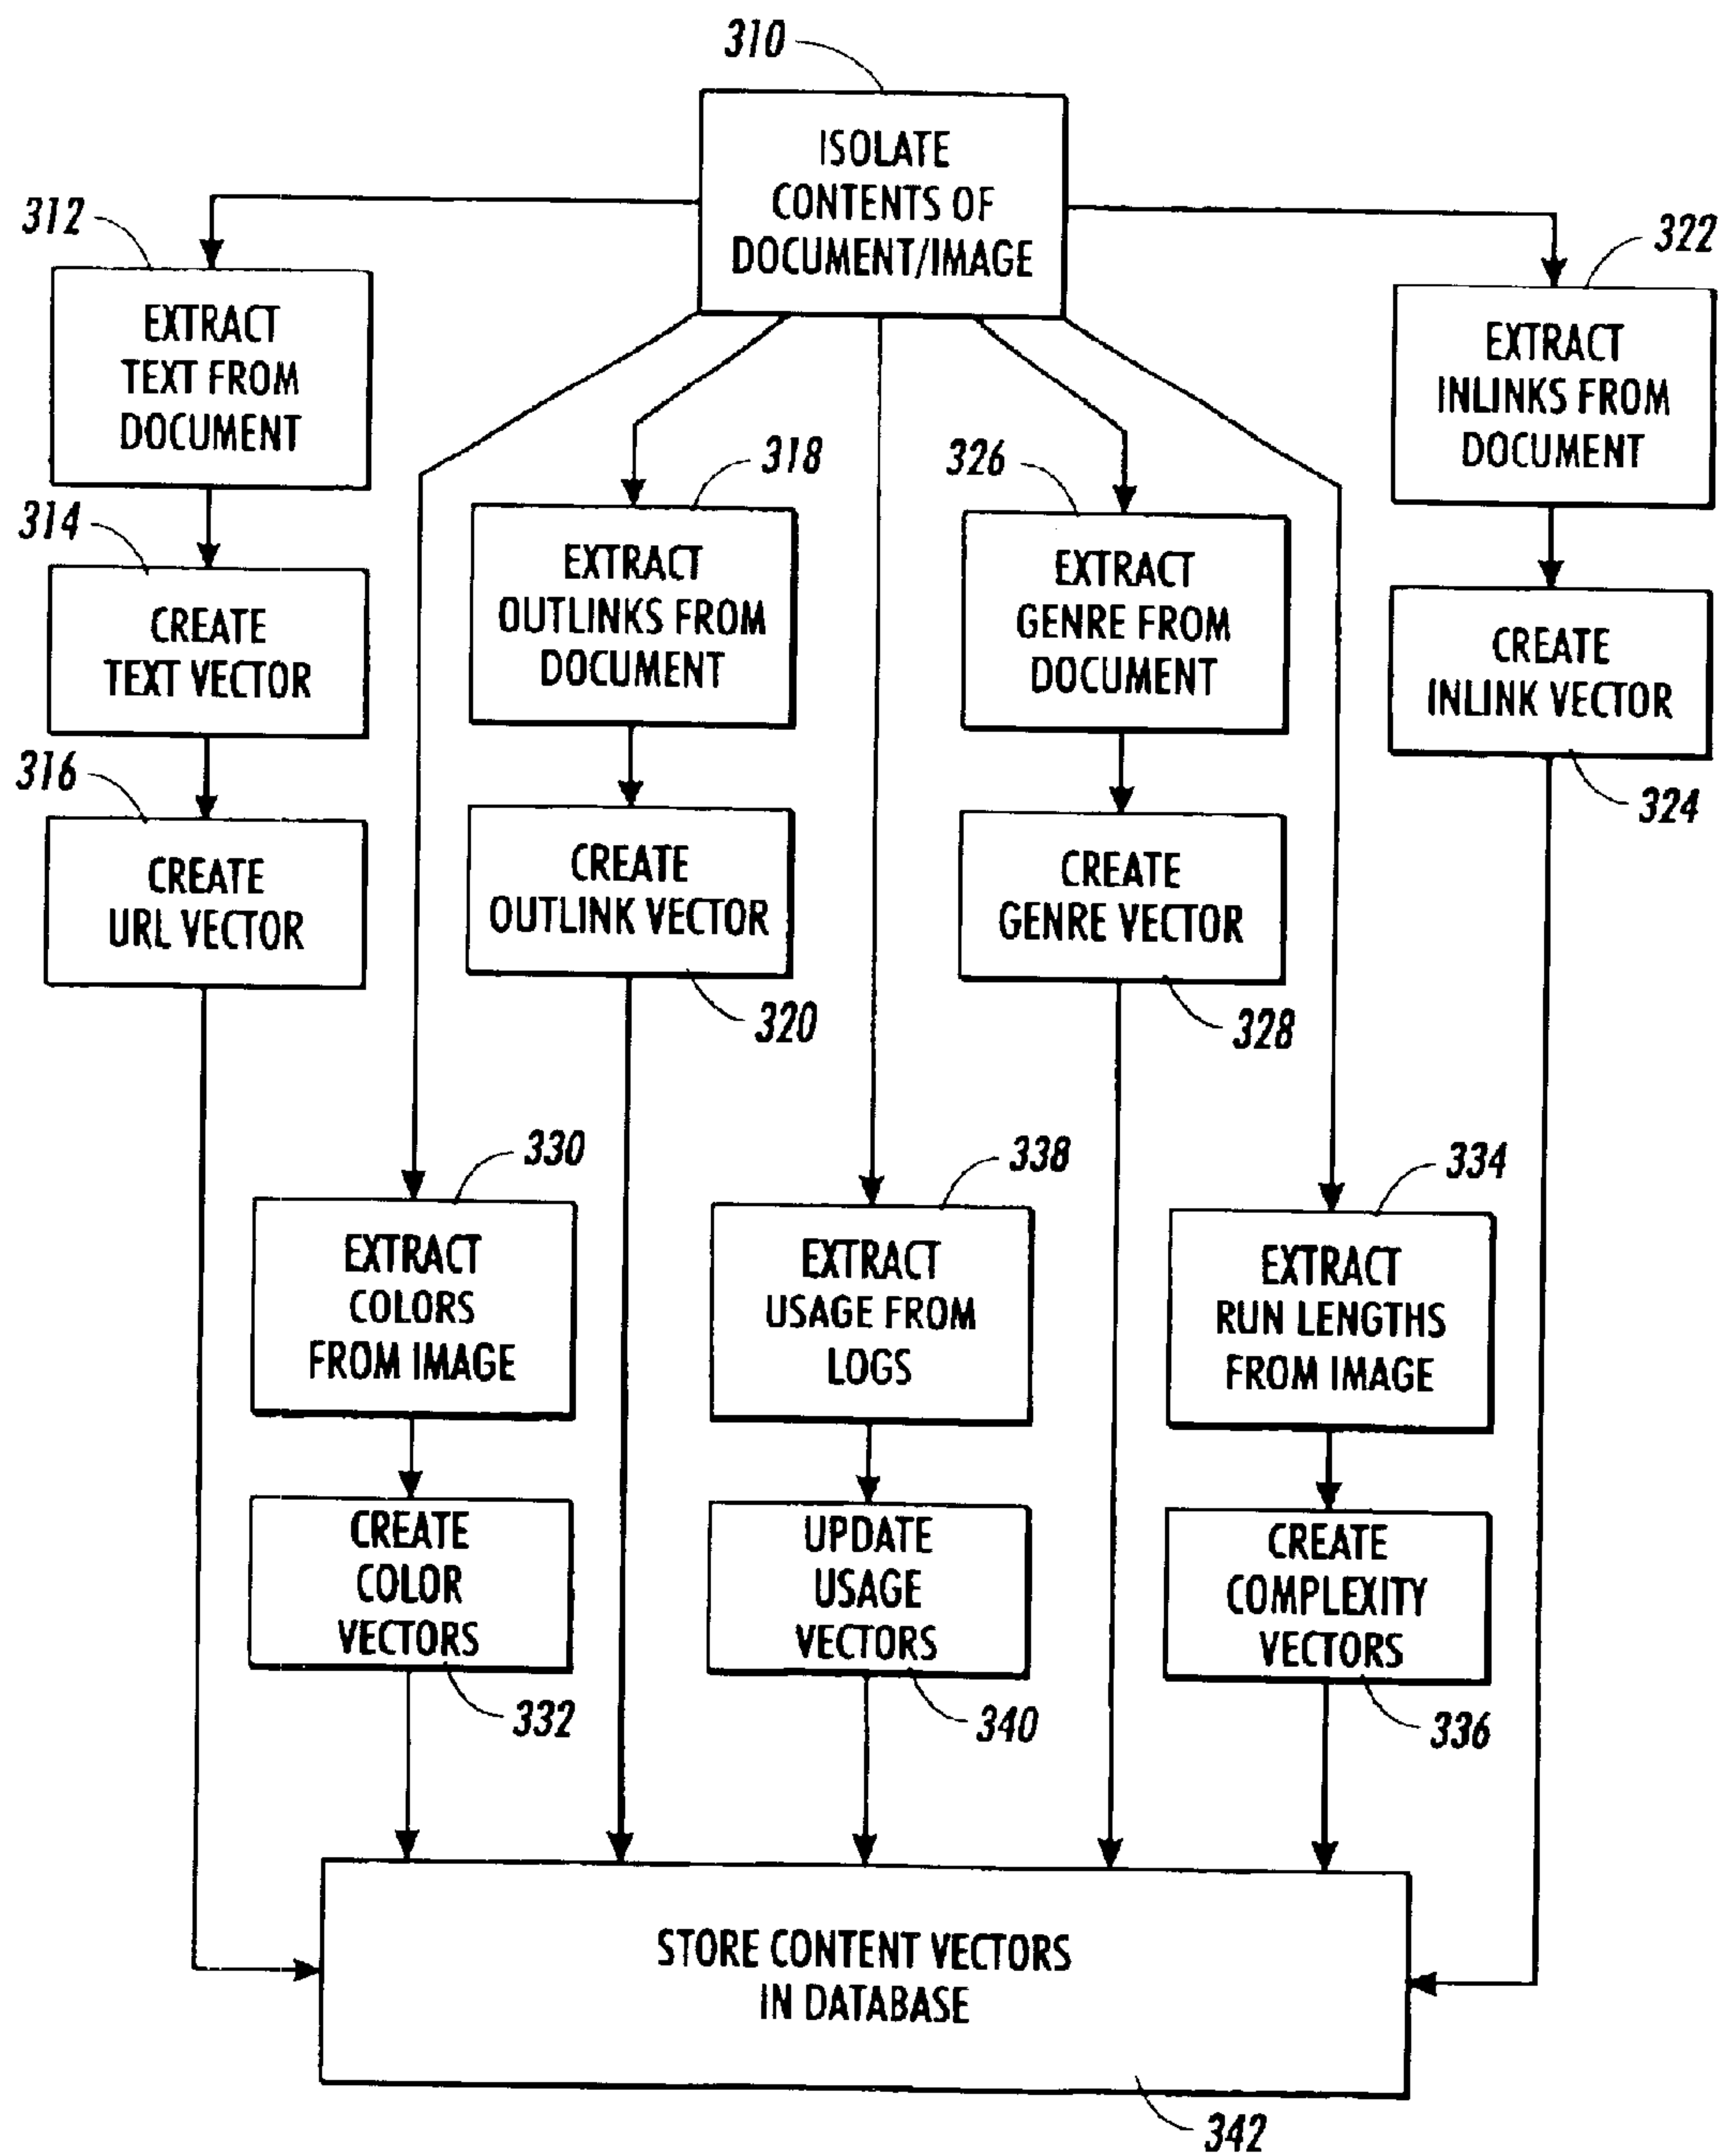 310
ISOLATE
CONTENTS OF
DOCUMENT/IMAGE
312
EXTRACT
TEXT FROM
DOCUMENT
322
EXTRACT
INLINKS FROM
DOCUMENT
318
EXTRACT
OUTLINKS FROM
DOCUMENT
326
EXTRACT
GENRE FROM
DOCUMENT
314
CREATE
TEXT VECTOR
CREATE
INLINK VECTOR
324
316
CREATE
URL VECTOR
CREATE
OUTLINK VECTOR
320
CREATE
GENRE VECTOR
328
330
EXTRACT
COLORS
FROM IMAGE
338
EXTRACT
USAGE FROM
LOGS
334
EXTRACT
RUN LENGTHS
FROM IMAGE
CREATE
COLOR
VECTORS
332
UPDATE
USAGE
VECTORS
340
CREATE
COMPLEXITY
VECTORS
336
STORE CONTENT VECTORS
IN DATABASE
342